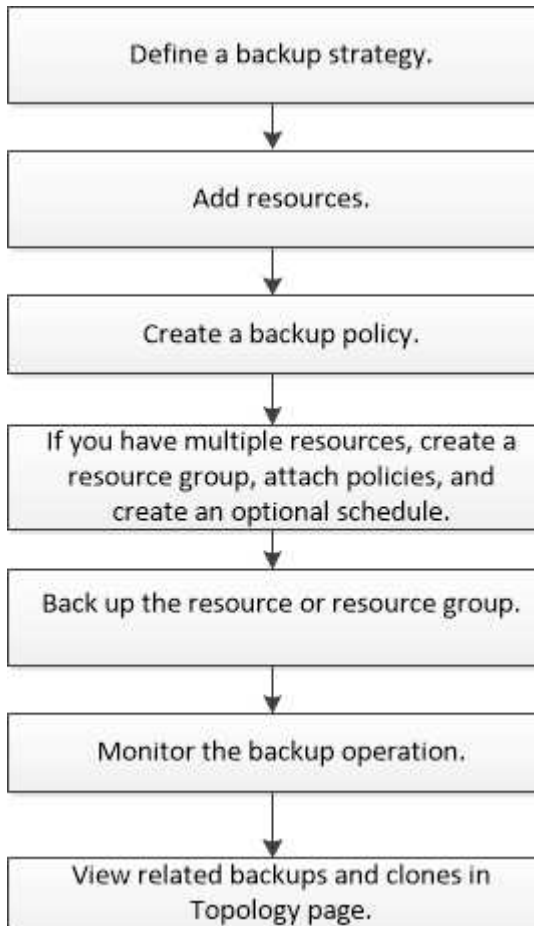 Define a backup strategy.
Add resources.
Create a backup policy.
If you have multiple resources, create a
resource group, attach policies, and
create an optional schedule.
Back up the resource or resource group.
Monitor the backup operation.
View related backups and clones in
Topology page.